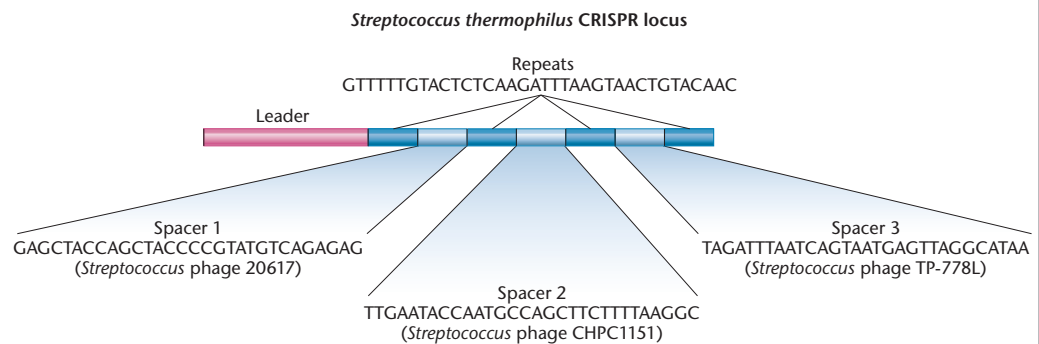 Streptococcus thermophilus CRISPR locus
Repeats
GTTTTTGTACTCTCAAGATTTAAGTAACTGTACAAC
Leader
Spacer 1
GAGCTACCAGCTACCCCGTATGTCAGAGAG
(Streptococcus phage 20617)
Spacer 2
TTGAATACCAATGCCAGCTTCTTTTAAGGC
(Streptococcus phage CHPC1151)
Spacer 3
TAGATTTAATCAGTAATGAGTTAGGCATAA
(Streptococcus phage TP-778L)